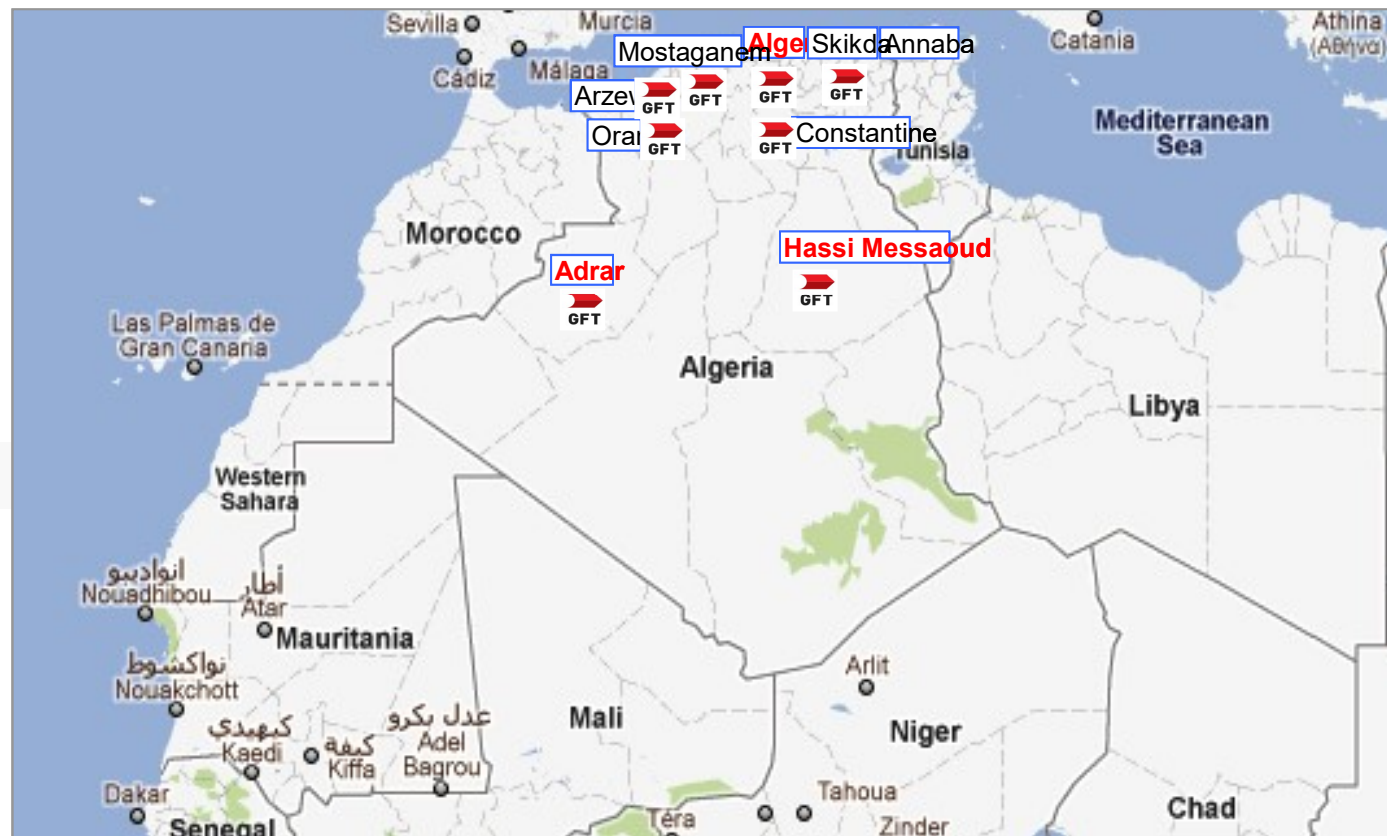 Sevilla
Murcia
Athina
(Αθήνα)
Cádiz
Málaga
Catania
Mostaganem
Alge
Skikda
Annaba
Arzew
GFT
GFT
GFT
GFT
Oran
GFT
GFT
Constantine
Tunisia
Mediterranean
Sea
Morocco
Hassi Messaoud
GFT
Adrar
GFT
Las Palmas de
Gran Canaria
Algeria
Libya
Western
Sahara
انواديبو
Nouadhibou
أطار
Atar
Mauritania
نواكشوط
Nouakchott
Arlit
Mali
Niger
كيهيدي
Kaedi
كيفة
Kiffa
عدل بكرو
Adel
Bagrou
Dakar
Senegal
Téra
Tahoua
Zinder
Chad